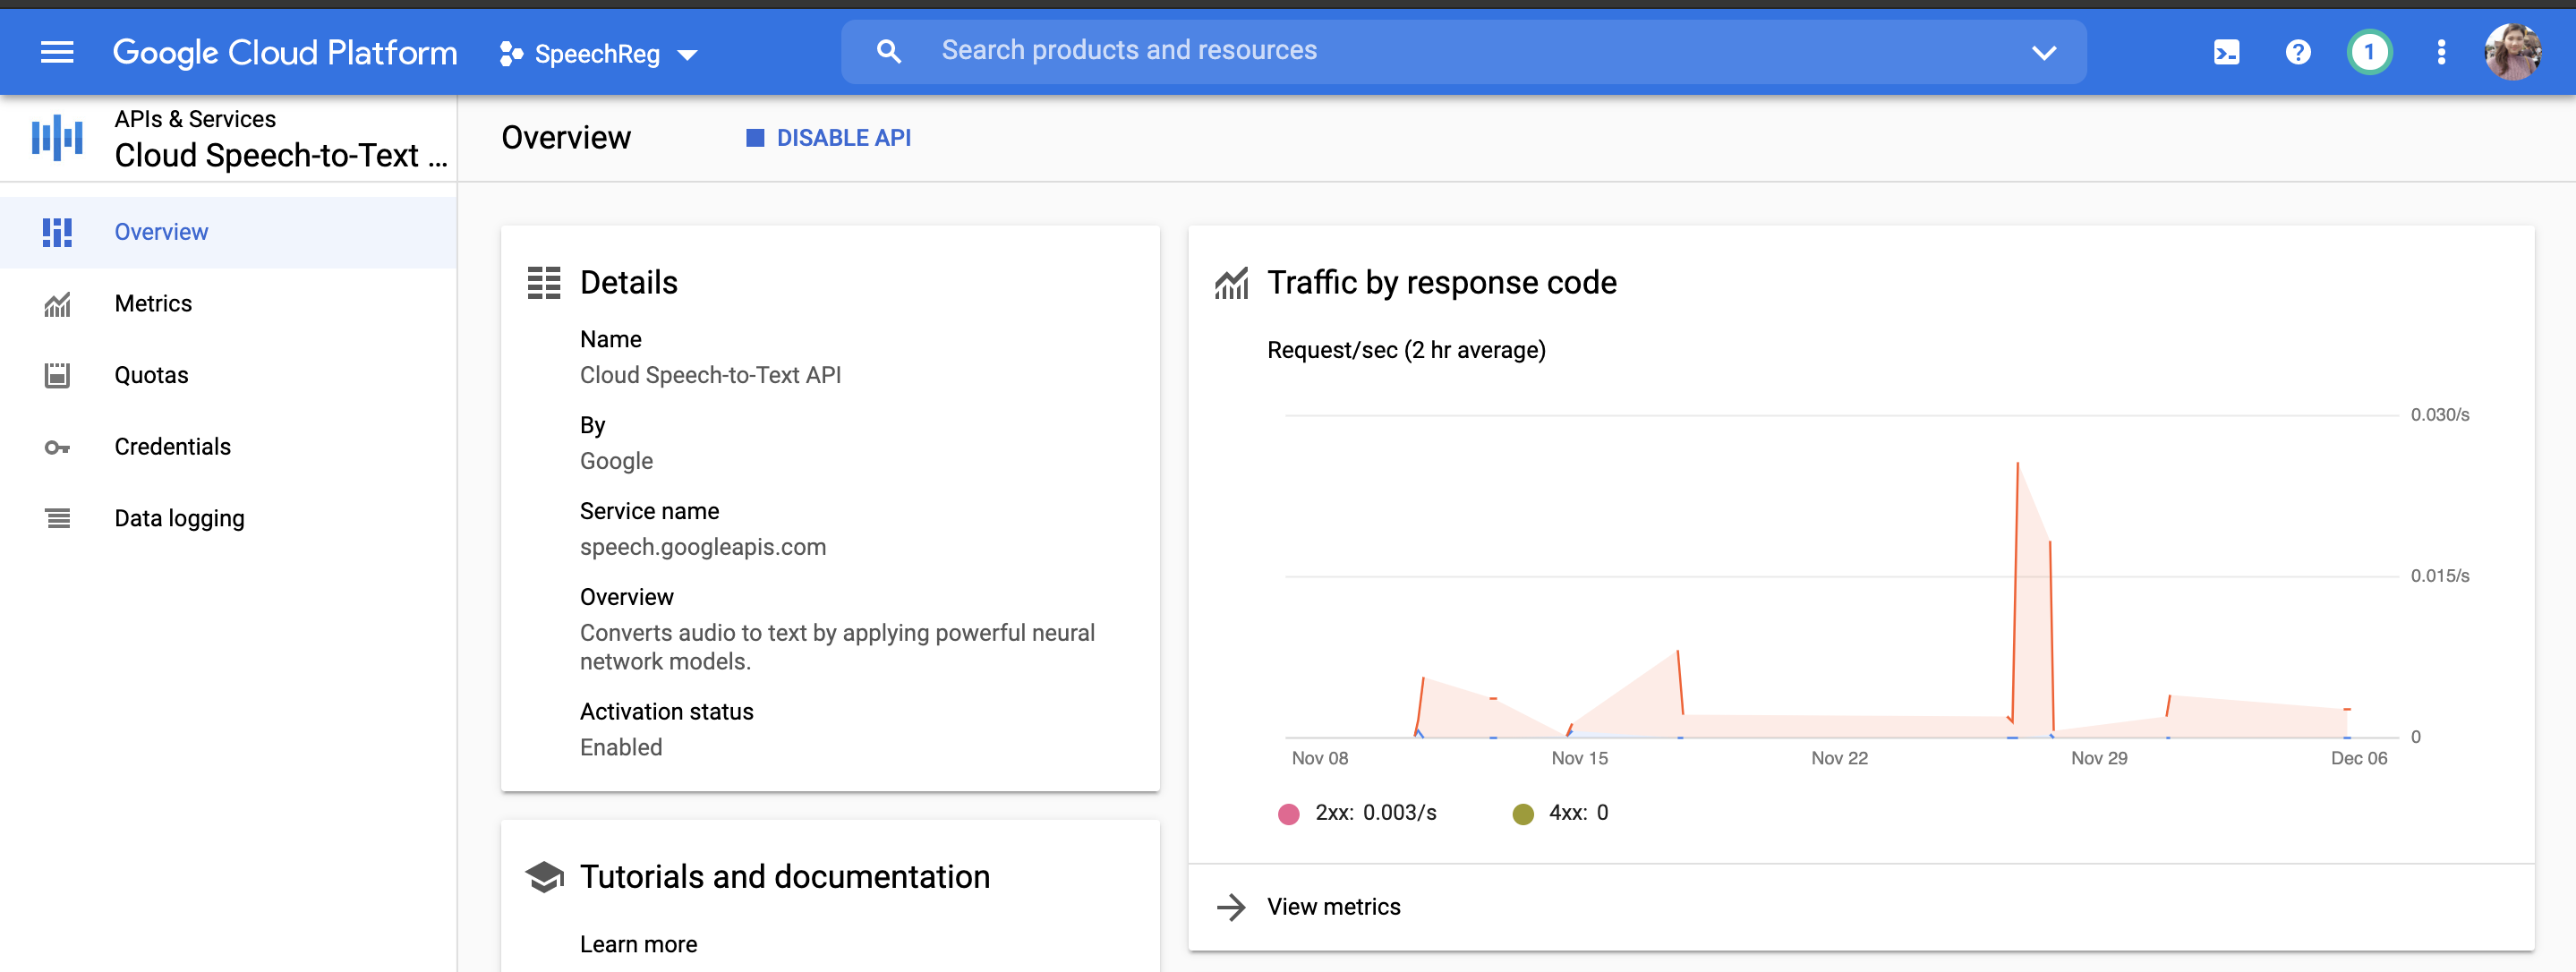 Google Cloud Platform
SpeechReg
Search products and resources
1
APIs & Services
Cloud Speech-to-Text ...
Overview
DISABLE API
Overview
Metrics
Quotas
Credentials
Data logging
Details
Name
Cloud Speech-to-Text API
By
Google
Service name
speech.googleapis.com
Overview
Converts audio to text by applying powerful neural
network models.
Activation status
Enabled
Tutorials and documentation
Learn more
Traffic by response code
Request/sec (2 hr average)
0.030/s
0.015/s
0
Nov 08 Nov 15 Nov 22 Nov 29 Dec 06
2xx: 0.003/s 4xx: 0
View metrics